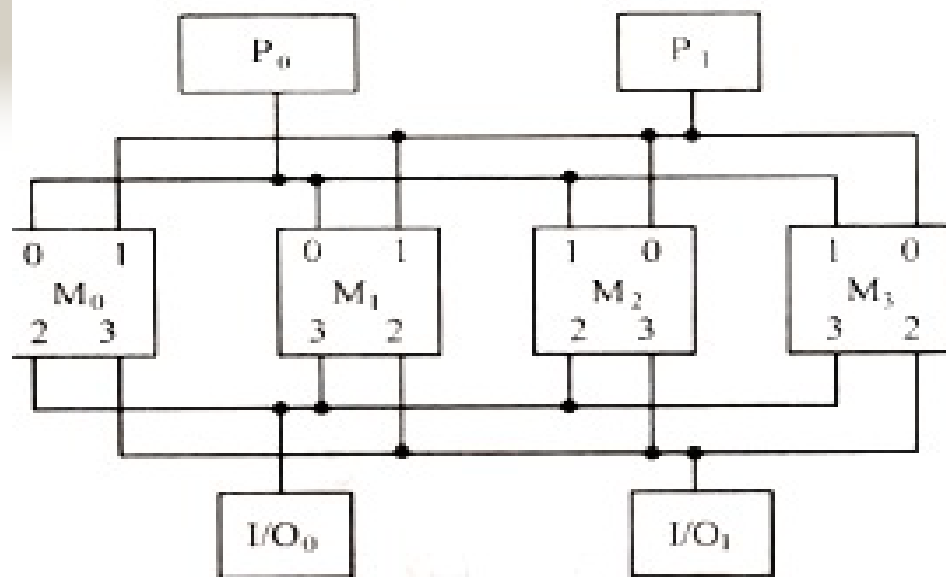 P₀ P₁
0 1 0 1 1 0 1 0
M₀ M₁ M₂ M₃
2 3 3 2 2 3 3 2
I/O₀ I/O₁